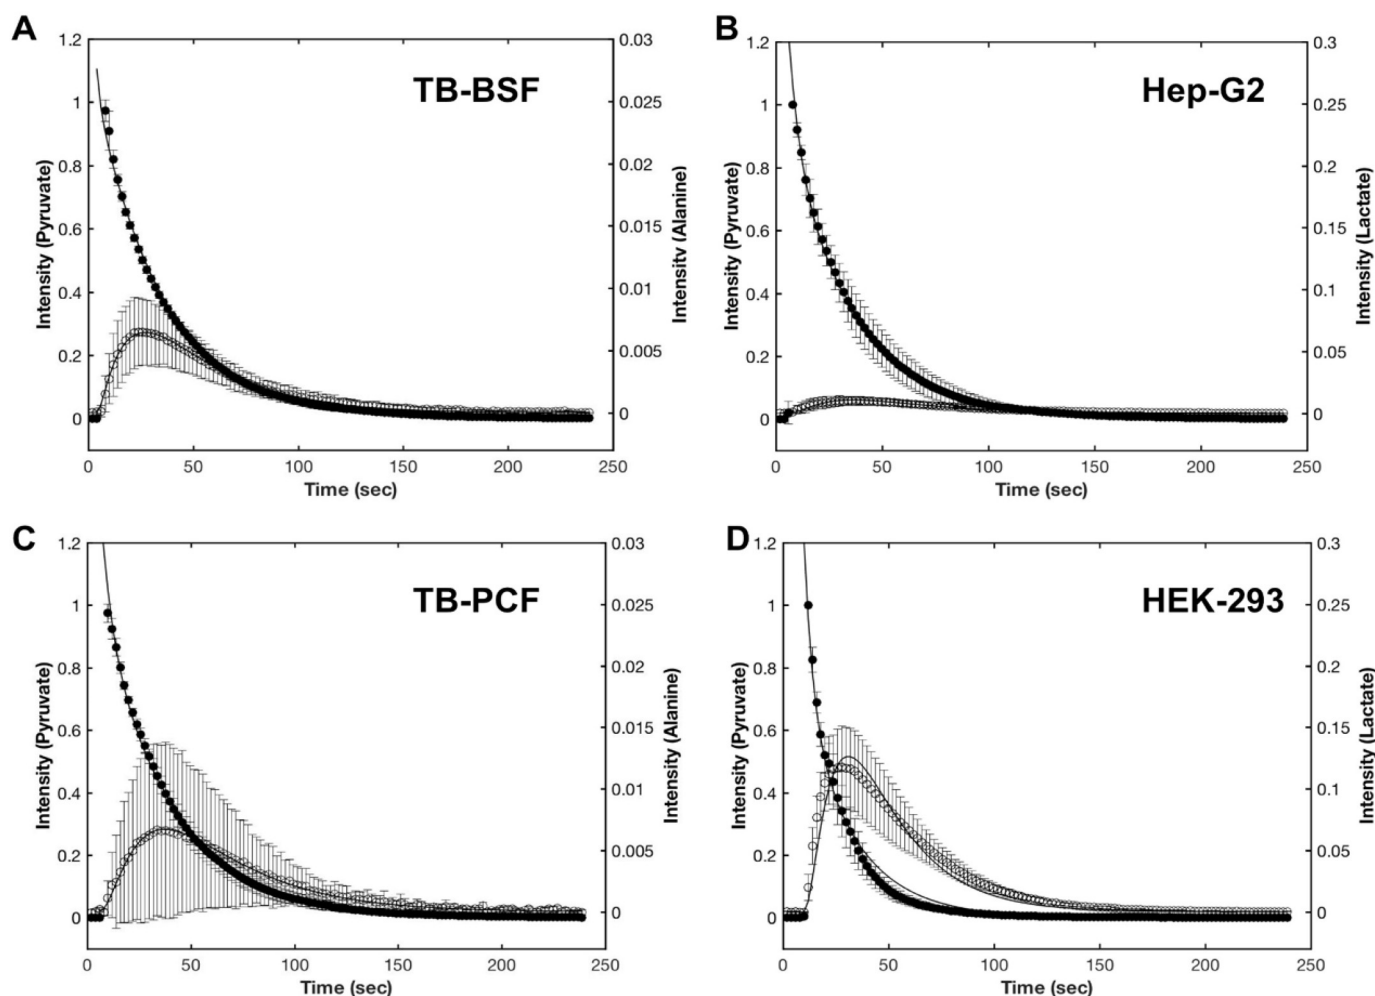 A
TB-BSF
Intensity (Pyruvate)
1.2
1
0.8
0.6
0.4
0.2
0
0.03
0.025
0.02
0.015
0.01
0.005
0
Intensity (Alanine)
0 50 100 150 200 250
Time (sec)
B
Hep-G2
Intensity (Pyruvate)
1.2
1
0.8
0.6
0.4
0.2
0
0.3
0.25
0.2
0.15
0.1
0.05
0
Intensity (Lactate)
0 50 100 150 200 250
Time (sec)
C
TB-PCF
Intensity (Pyruvate)
1.2
1
0.8
0.6
0.4
0.2
0
0.03
0.025
0.02
0.015
0.01
0.005
0
Intensity (Alanine)
0 50 100 150 200 250
Time (sec)
D
HEK-293
Intensity (Pyruvate)
1.2
1
0.8
0.6
0.4
0.2
0
0.3
0.25
0.2
0.15
0.1
0.05
0
Intensity (Lactate)
0 50 100 150 200 250
Time (sec)